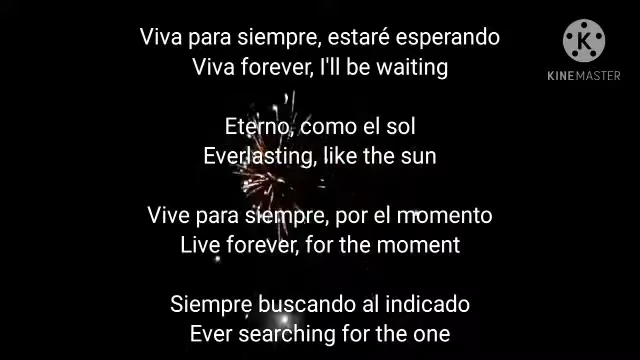 Viva para siempre, estaré esperando
Viva forever, I'll be waiting
K
KINEMASTER
Eterno, como el sol
Everlasting, like the sun
Vive para siempre, por el momento
Live forever, for the moment
Siempre buscando al indicado
Ever searching for the one